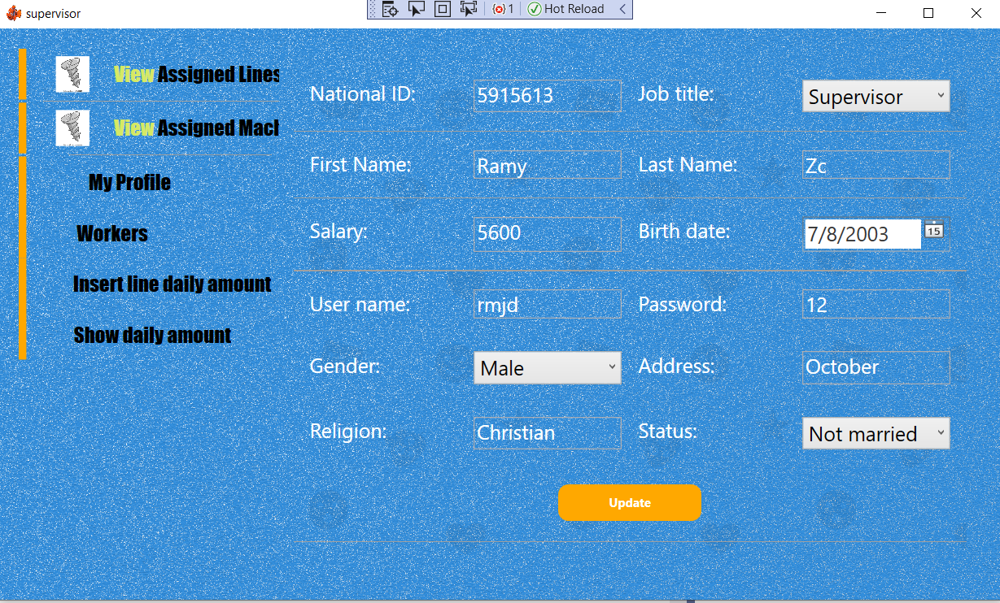 supervisor
1
Hot Reload
View Assigned Lines
View Assigned Mach
My Profile
Workers
Insert line daily amount
Show daily amount
National ID: 5915613 Job title: Supervisor
First Name: Ramy Last Name: Zc
Salary: 5600 Birth date: 7/8/2003 15
User name: rmjd Password: 12
Gender: Male Address: October
Religion: Christian Status: Not married
Update